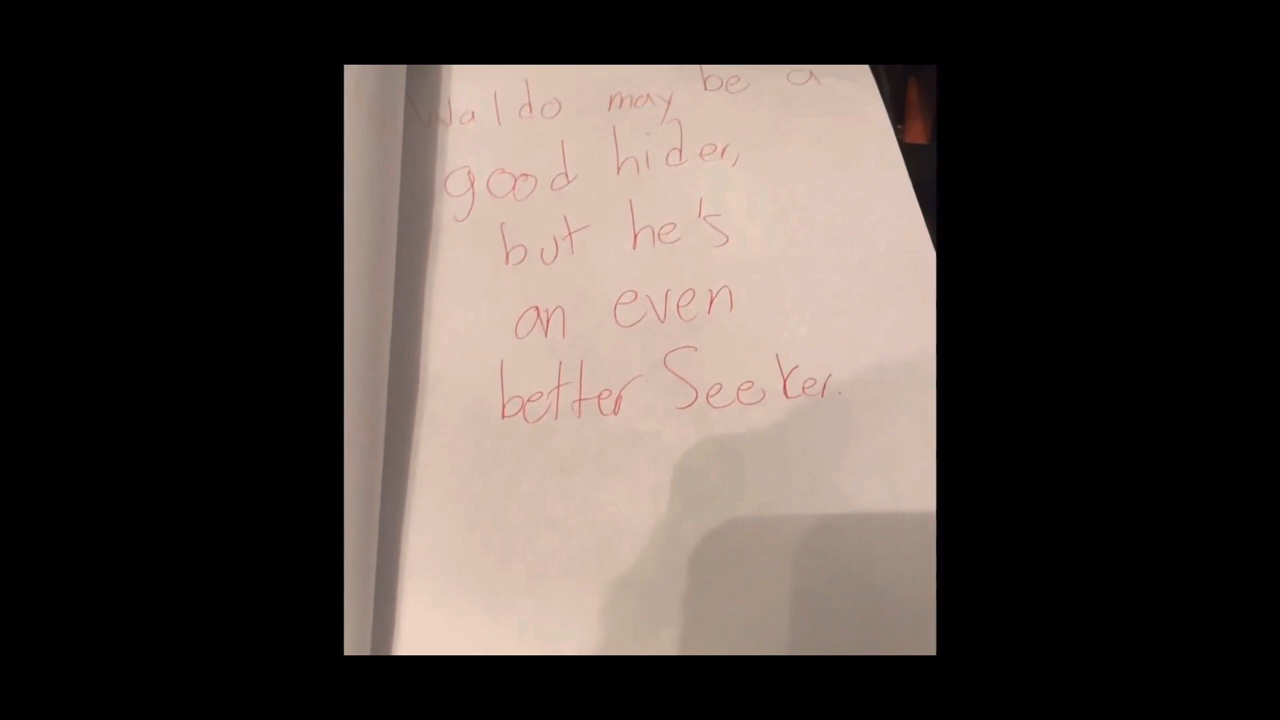 Waldo may be a
good hider,
but he's
an even
better Seeker.